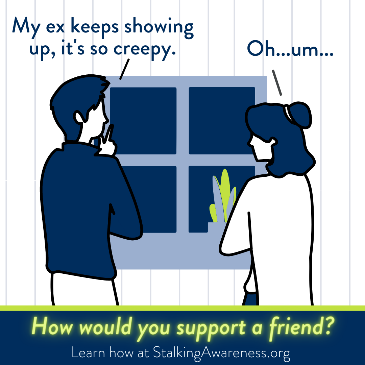 My ex keeps showing
up, it's so creepy.
Oh...um...
How would you support a friend?
Learn how at StalkingAwareness.org